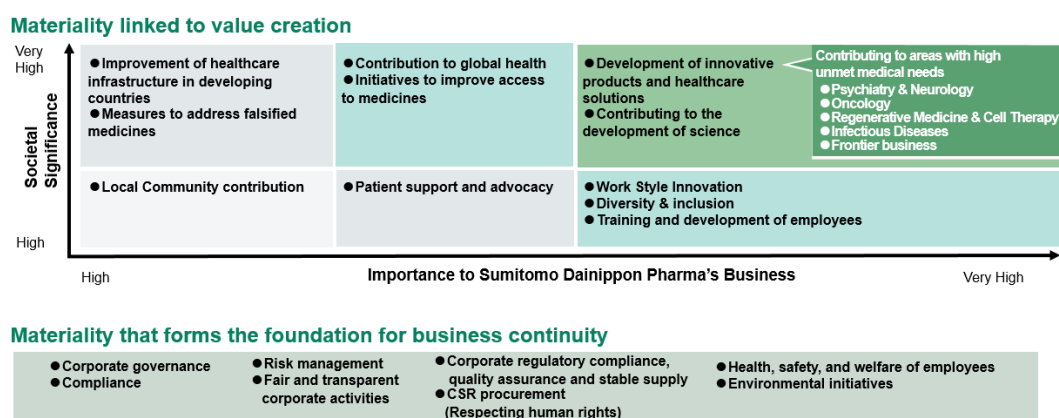 Materiality linked to value creation
Very
High
Societal
Significance
High
●Improvement of healthcare
infrastructure in developing
countries
●Measures to address falsified
medicines
●Contribution to global health
●Initiatives to improve access
to medicines
●Development of innovative
products and healthcare
solutions
●Contributing to the
development of science
Contributing to areas with high
unmet medical needs
●Psychiatry & Neurology
●Oncology
●Regenerative Medicine & Cell Therapy
●Infectious Diseases
●Frontier business
●Local Community contribution
●Patient support and advocacy
●Work Style Innovation
●Diversity & inclusion
●Training and development of employees
High
Importance to Sumitomo Dainippon Pharma's Business
Very High
Materiality that forms the foundation for business continuity
●Corporate governance
●Compliance
●Risk management
●Fair and transparent
corporate activities
●Corporate regulatory compliance,
quality assurance and stable supply
●CSR procurement
(Respecting human rights)
●Health, safety, and welfare of employees
●Environmental initiatives